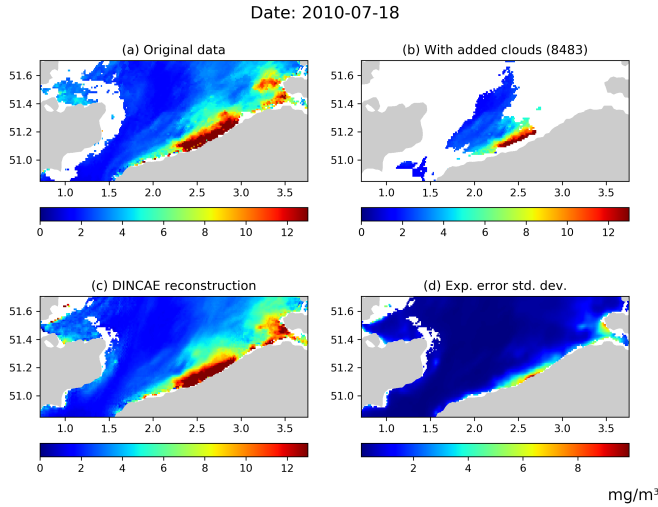 Date: 2010-07-18
(a) Original data
(b) With added clouds (8483)
51.6
51.4
51.2
51.0
1.0 1.5 2.0 2.5 3.0 3.5
51.6
51.4
51.2
51.0
1.0 1.5 2.0 2.5 3.0 3.5
0 2 4 6 8 10 12
0 2 4 6 8 10 12
(c) DINCAE reconstruction
(d) Exp. error std. dev.
51.6
51.4
51.2
51.0
1.0 1.5 2.0 2.5 3.0 3.5
51.6
51.4
51.2
51.0
1.0 1.5 2.0 2.5 3.0 3.5
0 2 4 6 8 10 12
2 4 6 8
mg/m³